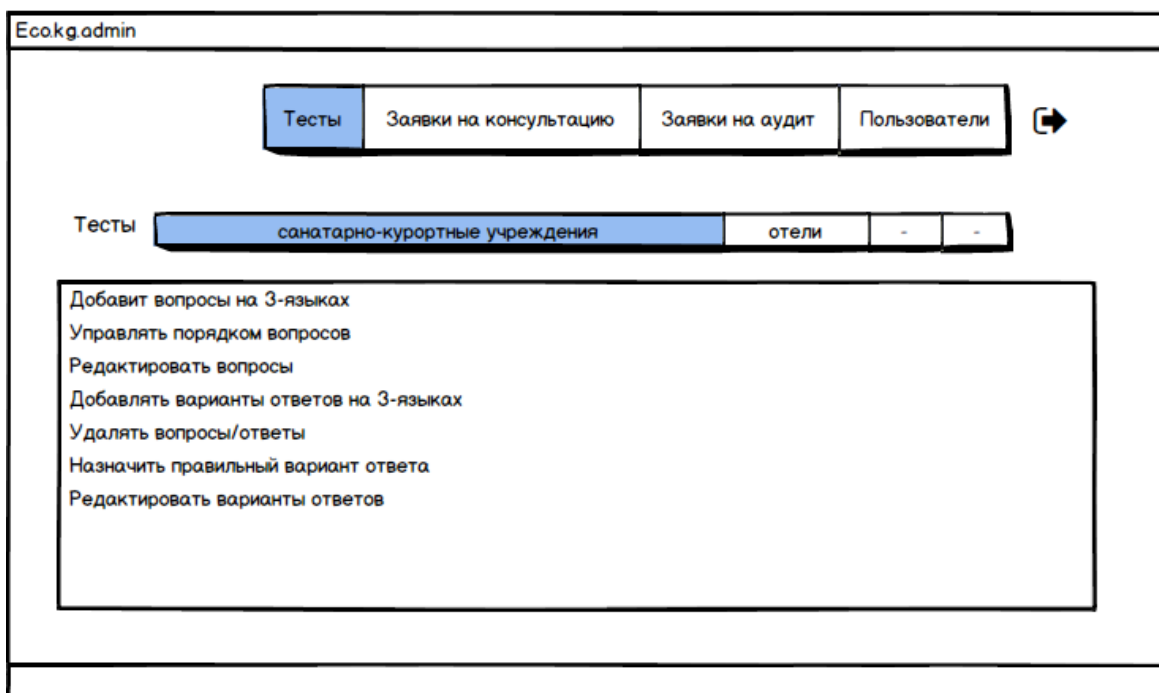 Eco.kg.admin
Тесты Заявки на консультацию Заявки на аудит Пользователи
Тесты санатарно-курортные учреждения отели - -
Добавит вопросы на 3-языках
Управлять порядком вопросов
Редактировать вопросы
Добавлять варианты ответов на 3-языках
Удалять вопросы/ответы
Назначить правильный вариант ответа
Редактировать варианты ответов